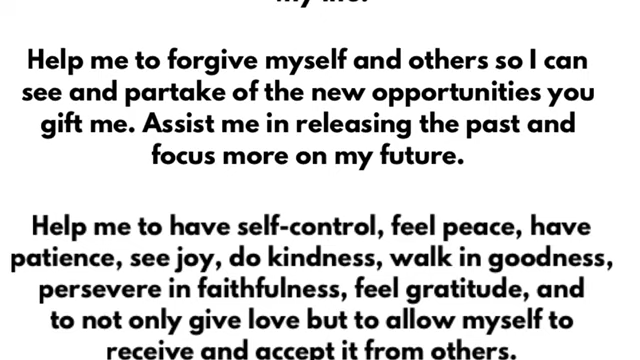 my life.
Help me to forgive myself and others so I can
see and partake of the new opportunities you
gift me. Assist me in releasing the past and
focus more on my future.
Help me to have self-control, feel peace, have
patience, see joy, do kindness, walk in goodness,
persevere in faithfulness, feel gratitude, and
to not only give love but to allow myself to
receive and accept it from others.